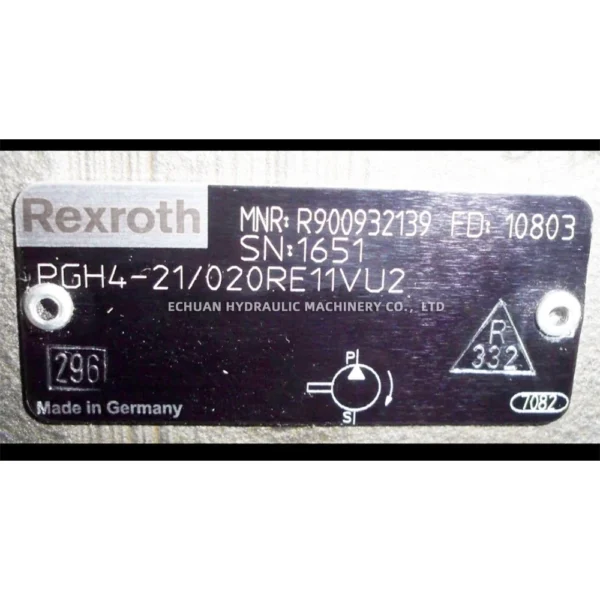 Rexroth
MNR: R900932139 FD: 10803
SN:1651
PGH4-21/020RE11VU2
ECHUAN HYDRAULIC MACHINERY CO., LTD
296
P
S
R
332
Made in Germany
7082